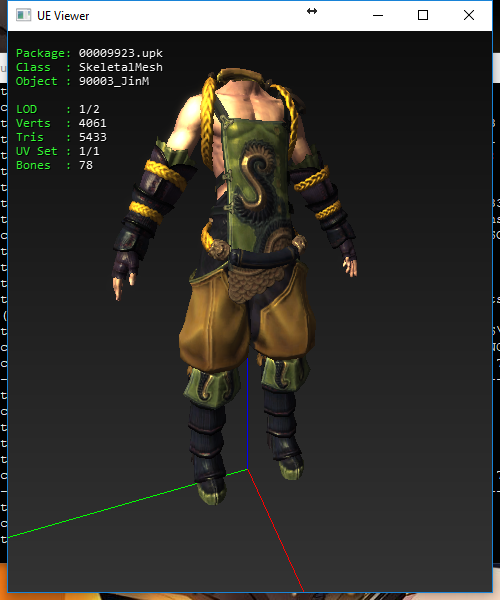 UE Viewer
Package: 00009923.upk
Class : SkeletalMesh
Object : 90003_JinM
LOD : 1/2
Verts : 4061
Tris : 5433
UV Set : 1/1
Bones : 78